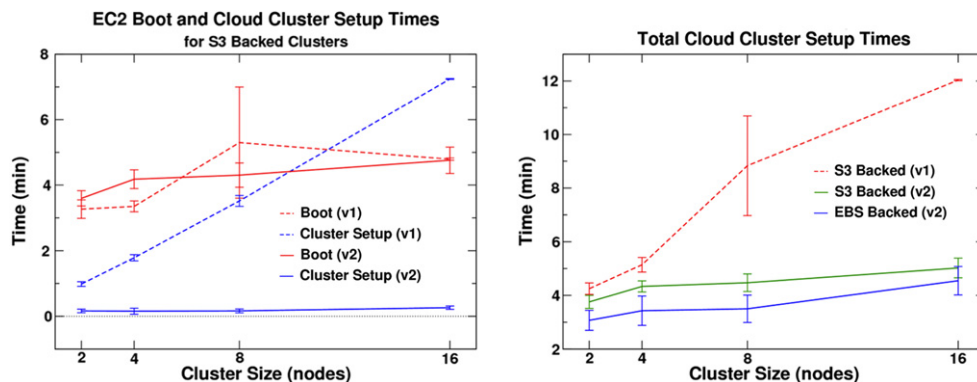 EC2 Boot and Cloud Cluster Setup Times
for S3 Backed Clusters
8
6
4
2
0
Time (min)
Boot (v1)
Cluster Setup (v1)
Boot (v2)
Cluster Setup (v2)
2 4 8 16
Cluster Size (nodes)
Total Cloud Cluster Setup Times
12
10
8
6
4
2
Time (min)
S3 Backed (v1)
S3 Backed (v2)
EBS Backed (v2)
2 4 8 16
Cluster Size (nodes)